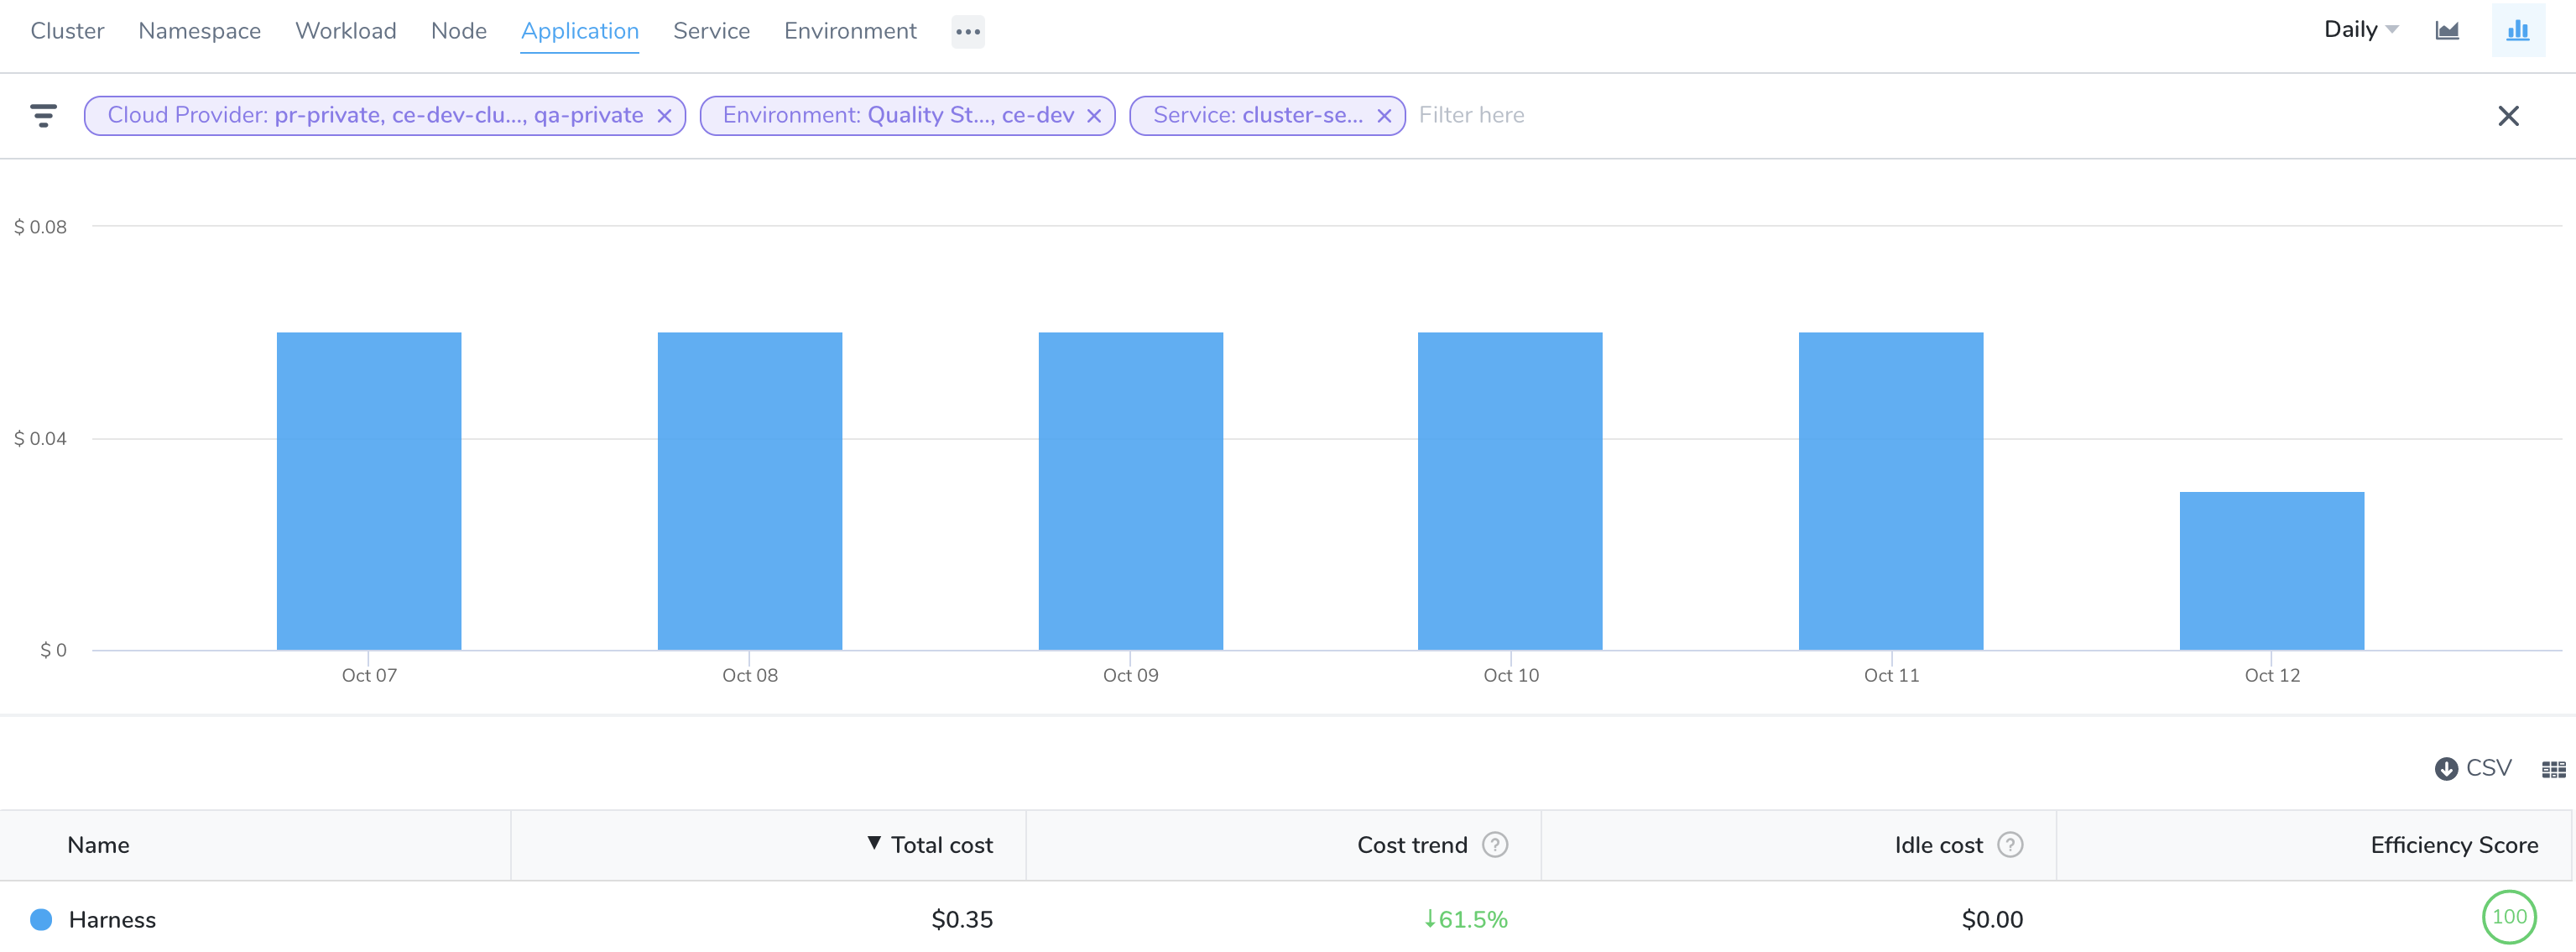 Cluster Namespace Workload Node Application Service Environment ••• Daily
Cloud Provider: pr-private, ce-dev-clu..., qa-private Environment: Quality St..., ce-dev Service: cluster-se... Filter here
$ 0.08
$ 0.04
$ 0
Oct 07 Oct 08 Oct 09 Oct 10 Oct 11 Oct 12
CSV
Name ▼ Total cost Cost trend ? Idle cost ? Efficiency Score
Harness $0.35 ↓61.5% $0.00 100